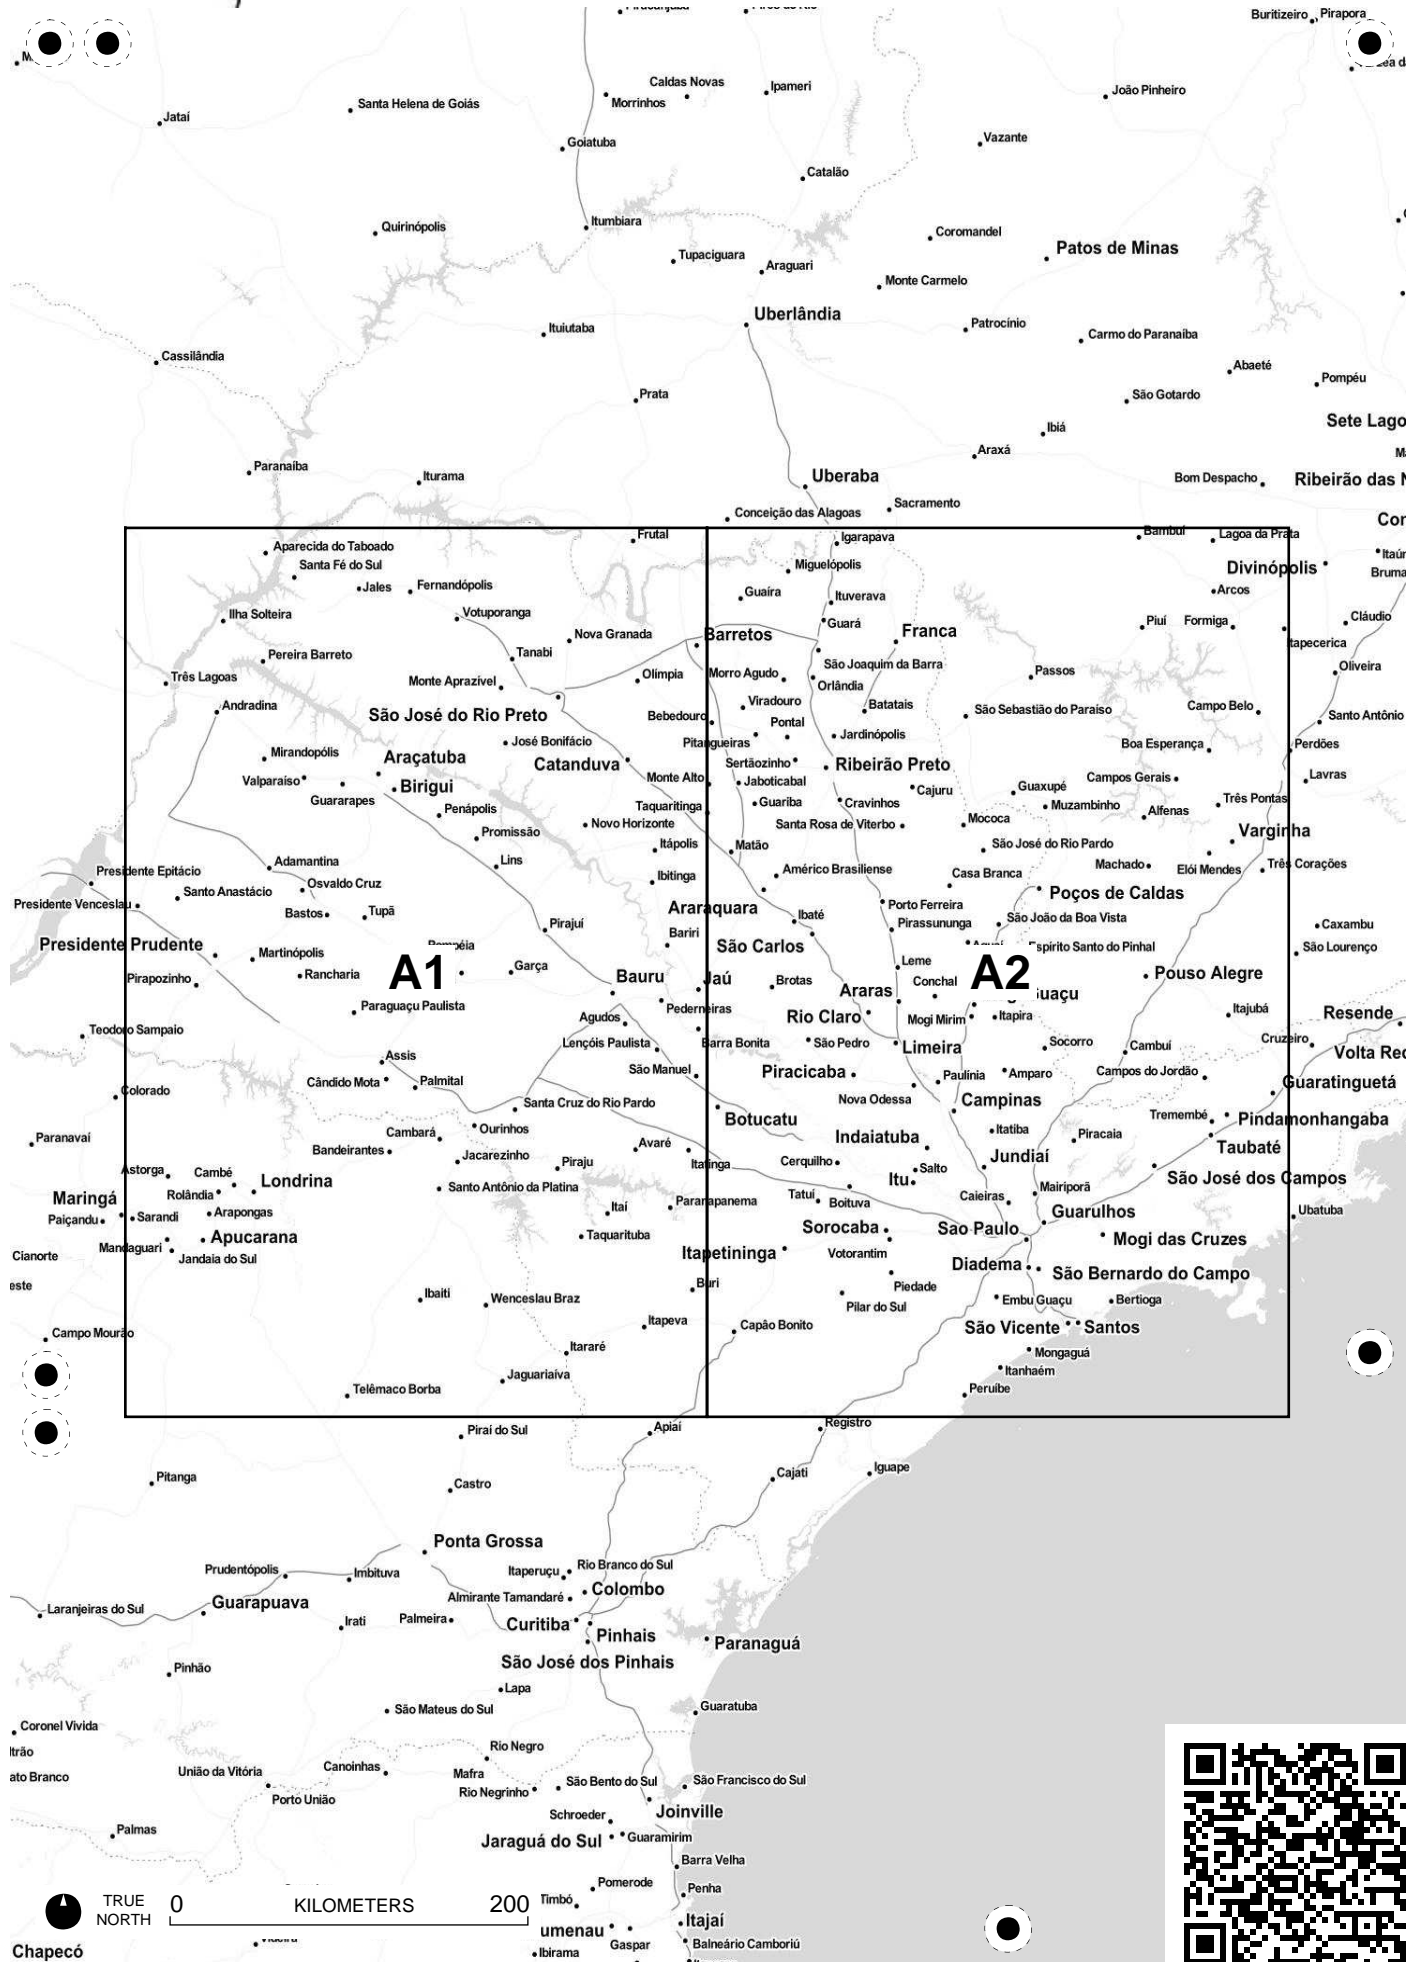 Buritizeiro Pirapora
Caldas Novas
Ipameri
Morrinhos
João Pinheiro
Santa Helena de Goiás
Jataí
Goiatuba
Vazante
Catalão
Quirinópolis
Itumbiara
Coromandel
Patos de Minas
Tupaciguara
Araguari
Monte Carmelo
Uberlândia
Ituiutaba
Patrocínio
Carmo do Paranaíba
Cassilândia
Abaeté
Pompéu
Prata
São Gotardo
Sete Lago
Ibiá
Araxá
Paranaíba
Iturama
Uberaba
Bom Despacho
Ribeirão das N
Sacramento
Conceição das Alagoas
Frutal
Igarapava
Bambuí
Lagoa da Prata
Aparecida do Taboado
Santa Fé do Sul
Miguelópolis
Divinópolis
Jales
Fernandópolis
Guaíra
Ituverava
Arcos
Ilha Solteira
Votuporanga
Guará
Piuí
Formiga
Cláudio
Nova Granada
Barretos
Franca
Itapecerica
Pereira Barreto
Tanabi
São Joaquim da Barra
Oliveira
Três Lagoas
Monte Aprazível
Olímpia
Morro Agudo
Orlândia
Passos
Andradina
São José do Rio Preto
Bebedouro
Viradouro
Batatais
São Sebastião do Paraíso
Campo Belo
Santo Antônio
Pontal
Pitangueiras
Jardinópolis
Boa Esperança
Perdões
Mirandópolis
Araçatuba
José Bonifácio
Catanduva
Sertãozinho
Ribeirão Preto
Valparaíso
Birigui
Monte Alto
Jaboticabal
Cajuru
Guaxupé
Campos Gerais
Lavras
Guararapes
Penápolis
Taquaritinga
Guariba
Cravinhos
Muzambinho
Alfenas
Três Pontas
Promissão
Novo Horizonte
Santa Rosa de Viterbo
Mococa
Varginha
Itápolis
Matão
São José do Rio Pardo
Presidente Epitácio
Adamantina
Lins
Américo Brasiliense
Machado
Elói Mendes
Três Corações
Santo Anastácio
Osvaldo Cruz
Ibitinga
Casa Branca
Poços de Caldas
Presidente Venceslau
Bastos
Tupã
Araraquara
Ibaté
Porto Ferreira
Pirassununga
São João da Boa Vista
Pirajuí
Bariri
São Carlos
Caxambu
Presidente Prudente
Martinópolis
Pompéia
Aguaí
Espírito Santo do Pinhal
São Lourenço
Pirapozinho
Rancharia
A1
Garça
Bauru
Jaú
Brotas
Leme
Araras
Conchal
A2
Pouso Alegre
Paraguaçu Paulista
Pederneiras
guaçu
Teodoro Sampaio
Agudos
Rio Claro
Mogi Mirim
Itapira
Itajubá
Resende
Lençóis Paulista
Barra Bonita
São Pedro
Limeira
Socorro
Cambuí
Cruzeiro
Volta Red
Assis
São Manuel
Piracicaba
Paulínia
Amparo
Campos do Jordão
Colorado
Cândido Mota
Palmital
Nova Odessa
Campinas
Guaratinguetá
Santa Cruz do Rio Pardo
Botucatu
Tremembé
Pindamonhangaba
Paranavaí
Cambará
Ourinhos
Indaiatuba
Itatiba
Piracaia
Taubaté
Bandeirantes
Jacarezinho
Avaré
Itatinga
Cerquilho
Salto
Jundiaí
Astorga
Cambé
Londrina
Piraju
Itu
São José dos Campos
Maringá
Rolândia
Santo Antônio da Platina
Paranapanema
Tatuí
Boituva
Caieiras
Mairiporã
Paiçandu
Sarandi
Arapongas
Itaí
Guarulhos
Ubatuba
Cianorte
Mandaguari
Apucarana
Taquarituba
Sorocaba
Sao Paulo
Mogi das Cruzes
Jandaia do Sul
Itapetininga
Votorantim
Diadema
São Bernardo do Campo
este
Ibaiti
Wenceslau Braz
Buri
Piedade
Pilar do Sul
Embu Guaçu
Bertioga
Campo Mourão
Itapeva
Capão Bonito
São Vicente
Santos
Itararé
Mongaguá
Itanhaém
Jaguariaíva
Peruíbe
Telêmaco Borba
Piraí do Sul
Apiaí
Registro
Pitanga
Castro
Cajati
Iguape
Ponta Grossa
Prudentópolis
Imbituva
Itaperuçu
Rio Branco do Sul
Almirante Tamandaré
Colombo
Laranjeiras do Sul
Guarapuava
Irati
Palmeira
Curitiba
Pinhais
Paranaguá
Pinhão
São José dos Pinhais
Lapa
São Mateus do Sul
Guaratuba
Coronel Vivida
ltrão
Rio Negro
ato Branco
União da Vitória
Canoinhas
Mafra
Rio Negrinho
São Bento do Sul
São Francisco do Sul
Porto União
Schroeder
Joinville
Palmas
Jaraguá do Sul
Guaramirim
Barra Velha
Pomerode
Penha
TRUE
NORTH
0 KILOMETERS 200
Timbó
umenau
Itajaí
Chapecó
Gaspar
Balneário Camboriú
Ibirama